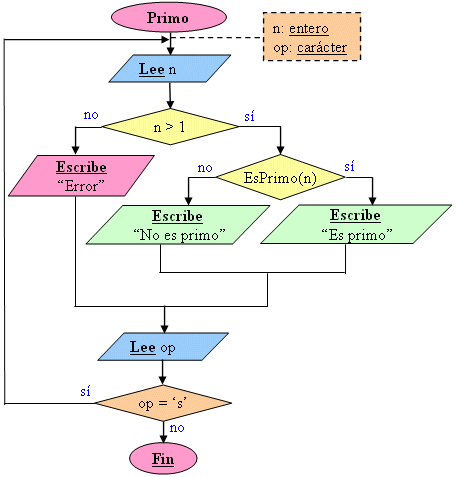 Primo
n: entero
op: carácter
Lee n
no
sí
n > 1
no
sí
EsPrimo(n)
Escribe
“Error”
Escribe
“No es primo”
Escribe
“Es primo”
Lee op
sí
op = ‘s’
no
Fin